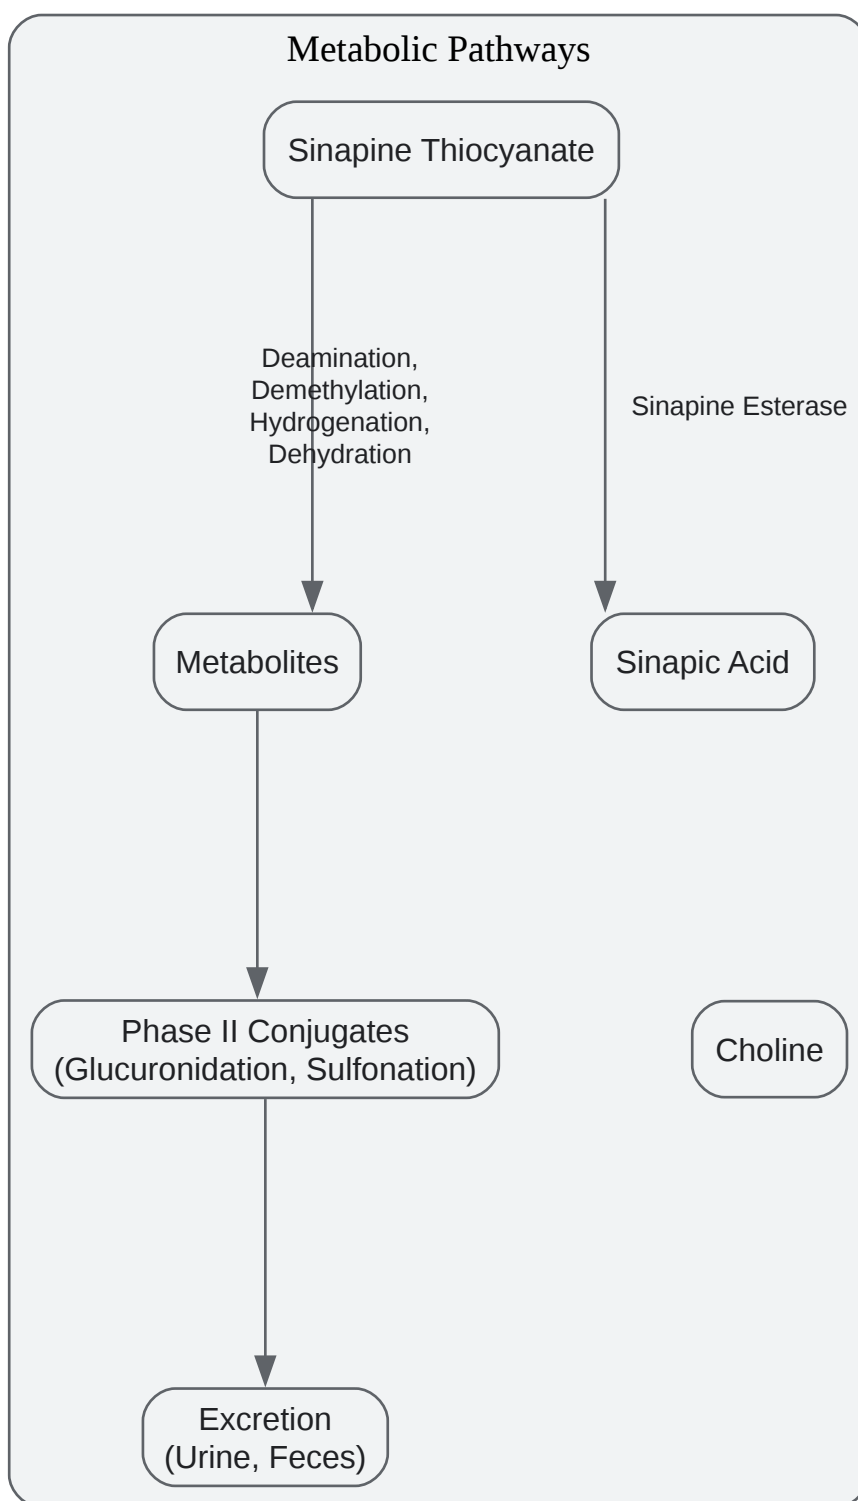 Metabolic Pathways
Sinapine Thiocyanate
Deamination,
Demethylation,
Hydrogenation,
Dehydration
Sinapine Esterase
Metabolites
Sinapic Acid
Phase II Conjugates
(Glucuronidation, Sulfonation)
Choline
Excretion
(Urine, Feces)